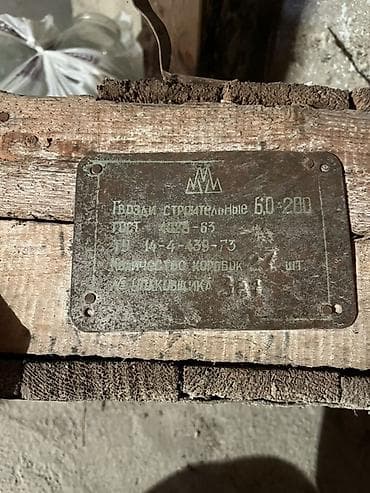 Гвозди строительные 6,0×200
ГОСТ 4028-63
ТУ 14-4-439-73
Количество коробок шт.
№ упаковщика